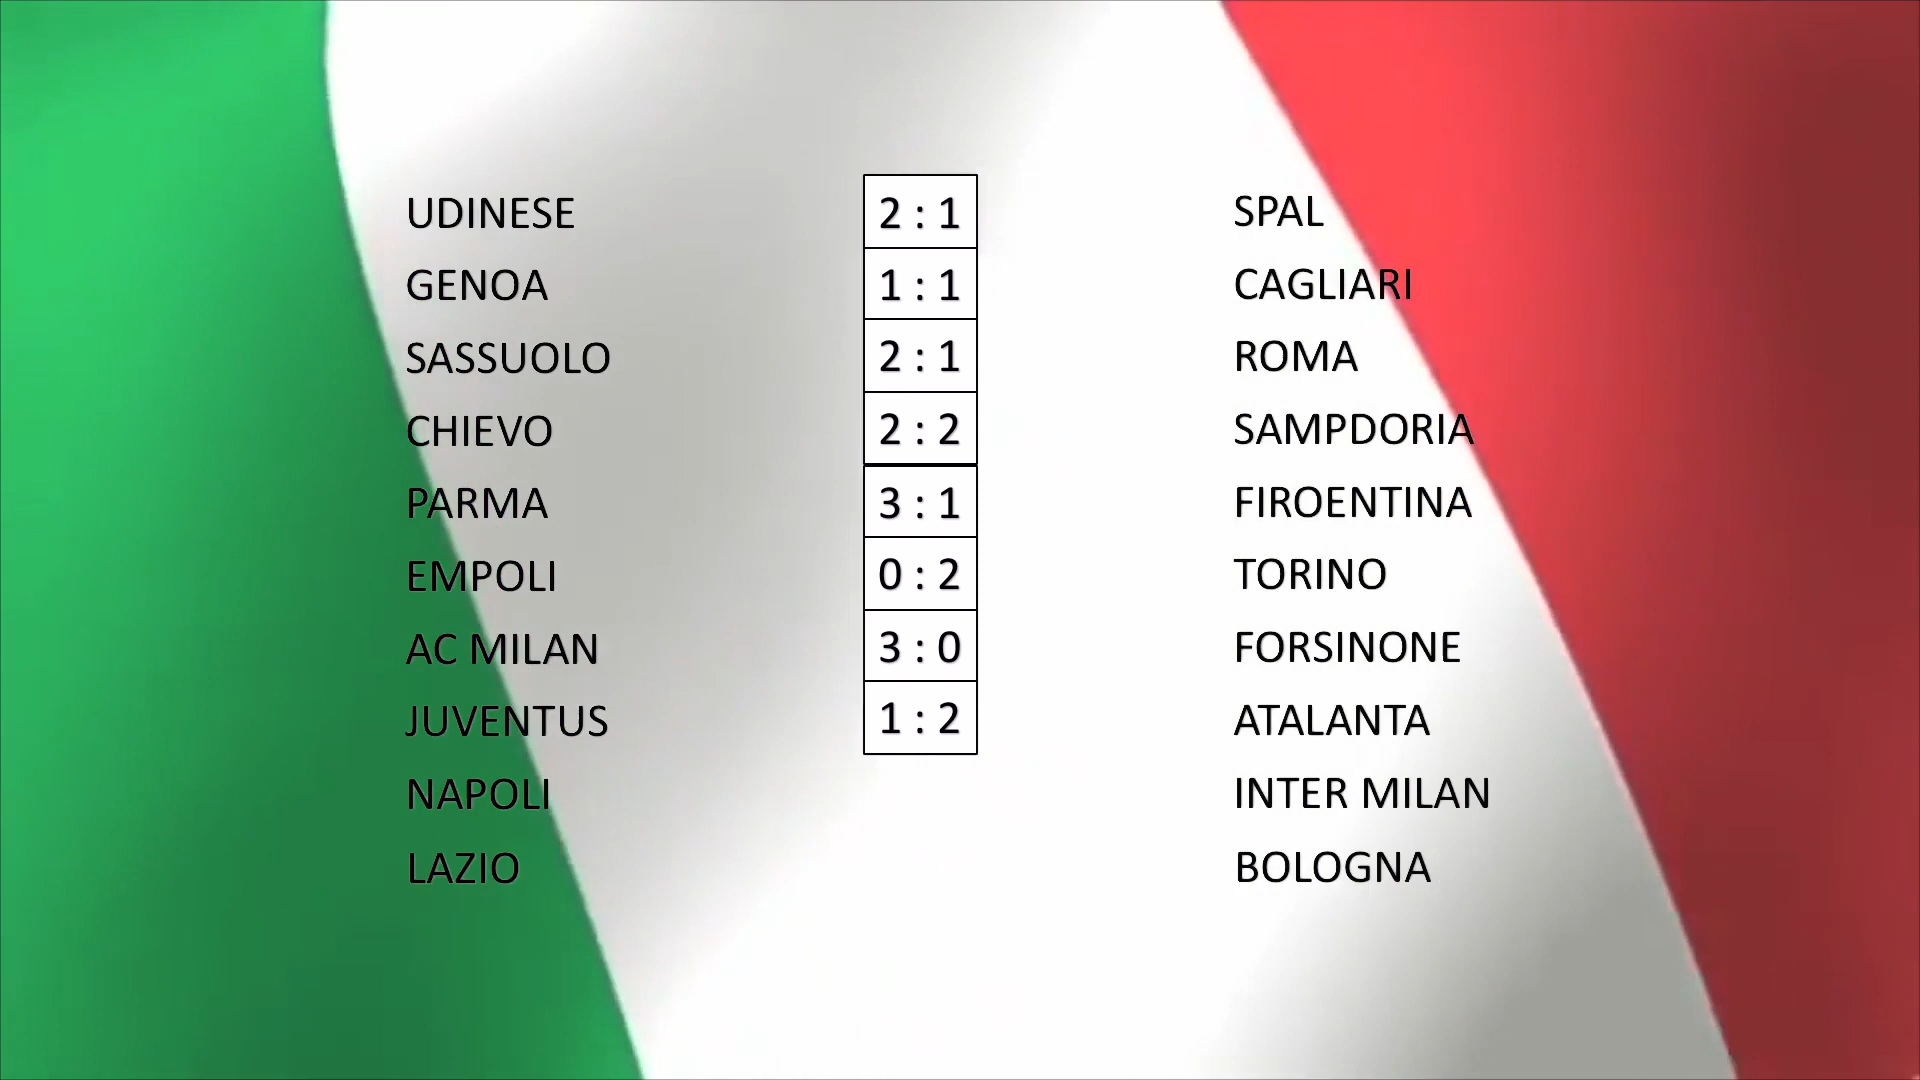 UDINESE 2 : 1 SPAL
GENOA 1 : 1 CAGLIARI
SASSUOLO 2 : 1 ROMA
CHIEVO 2 : 2 SAMPDORIA
PARMA 3 : 1 FIROENTINA
EMPOLI 0 : 2 TORINO
AC MILAN 3 : 0 FORSINONE
JUVENTUS 1 : 2 ATALANTA
NAPOLI INTER MILAN
LAZIO BOLOGNA